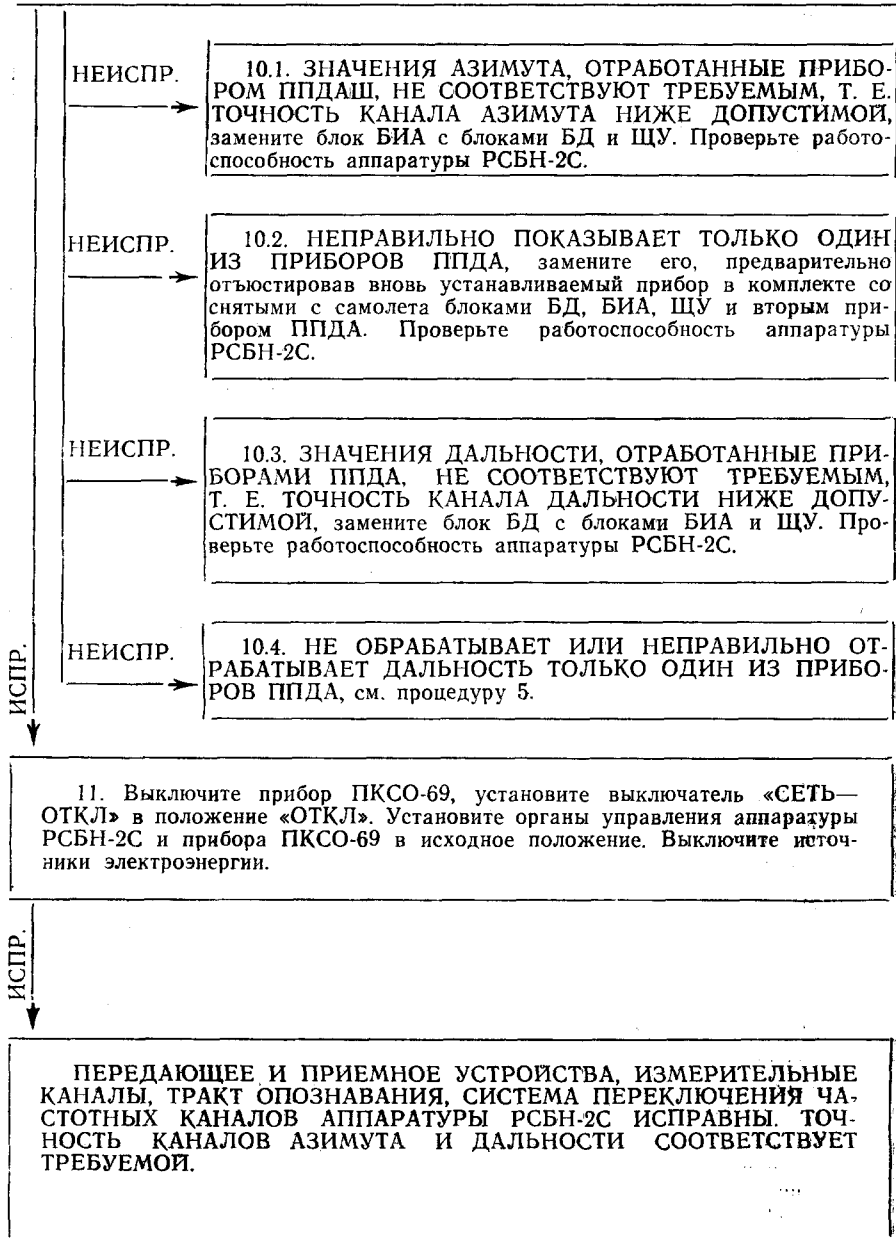 НЕИСПР.
10.1. ЗНАЧЕНИЯ АЗИМУТА, ОТРАБОТАННЫЕ ПРИБО-
РОМ ППДАШ, НЕ СООТВЕТСТВУЮТ ТРЕБУЕМЫМ, Т. Е.
ТОЧНОСТЬ КАНАЛА АЗИМУТА НИЖЕ ДОПУСТИМОЙ,
замените блок БИА с блоками БД и ЩУ. Проверьте работо-
способность аппаратуры РСБН-2С.
НЕИСПР.
10.2. НЕПРАВИЛЬНО ПОКАЗЫВАЕТ ТОЛЬКО ОДИН
ИЗ ПРИБОРОВ ППДА, замените его, предварительно
отъюстировав вновь устанавливаемый прибор в комплекте со
снятыми с самолета блоками БД, БИА, ЩУ и вторым при-
бором ППДА. Проверьте работоспособность аппаратуры
РСБН-2С.
НЕИСПР.
10.3. ЗНАЧЕНИЯ ДАЛЬНОСТИ, ОТРАБОТАННЫЕ ПРИ-
БОРАМИ ППДА, НЕ СООТВЕТСТВУЮТ ТРЕБУЕМЫМ,
Т. Е. ТОЧНОСТЬ КАНАЛА ДАЛЬНОСТИ НИЖЕ ДОПУ-
СТИМОЙ, замените блок БД с блоками БИА и ЩУ. Про-
верьте работоспособность аппаратуры РСБН-2С.
НЕИСПР.
10.4. НЕ ОБРАБАТЫВАЕТ ИЛИ НЕПРАВИЛЬНО ОТ-
РАБАТЫВАЕТ ДАЛЬНОСТЬ ТОЛЬКО ОДИН ИЗ ПРИБО-
РОВ ППДА, см. процедуру 5.
ИСПР.
11. Выключите прибор ПКСО-69, установите выключатель «СЕТЬ—
ОТКЛ» в положение «ОТКЛ». Установите органы управления аппаратуры
РСБН-2С и прибора ПКСО-69 в исходное положение. Выключите источ-
ники электроэнергии.
ИСПР.
ПЕРЕДАЮЩЕЕ И ПРИЕМНОЕ УСТРОЙСТВА, ИЗМЕРИТЕЛЬНЫЕ
КАНАЛЫ, ТРАКТ ОПОЗНАВАНИЯ, СИСТЕМА ПЕРЕКЛЮЧЕНИЯ ЧА-
СТОТНЫХ КАНАЛОВ АППАРАТУРЫ РСБН-2С ИСПРАВНЫ. ТОЧ-
НОСТЬ КАНАЛОВ АЗИМУТА И ДАЛЬНОСТИ СООТВЕТСТВУЕТ
ТРЕБУЕМОЙ.